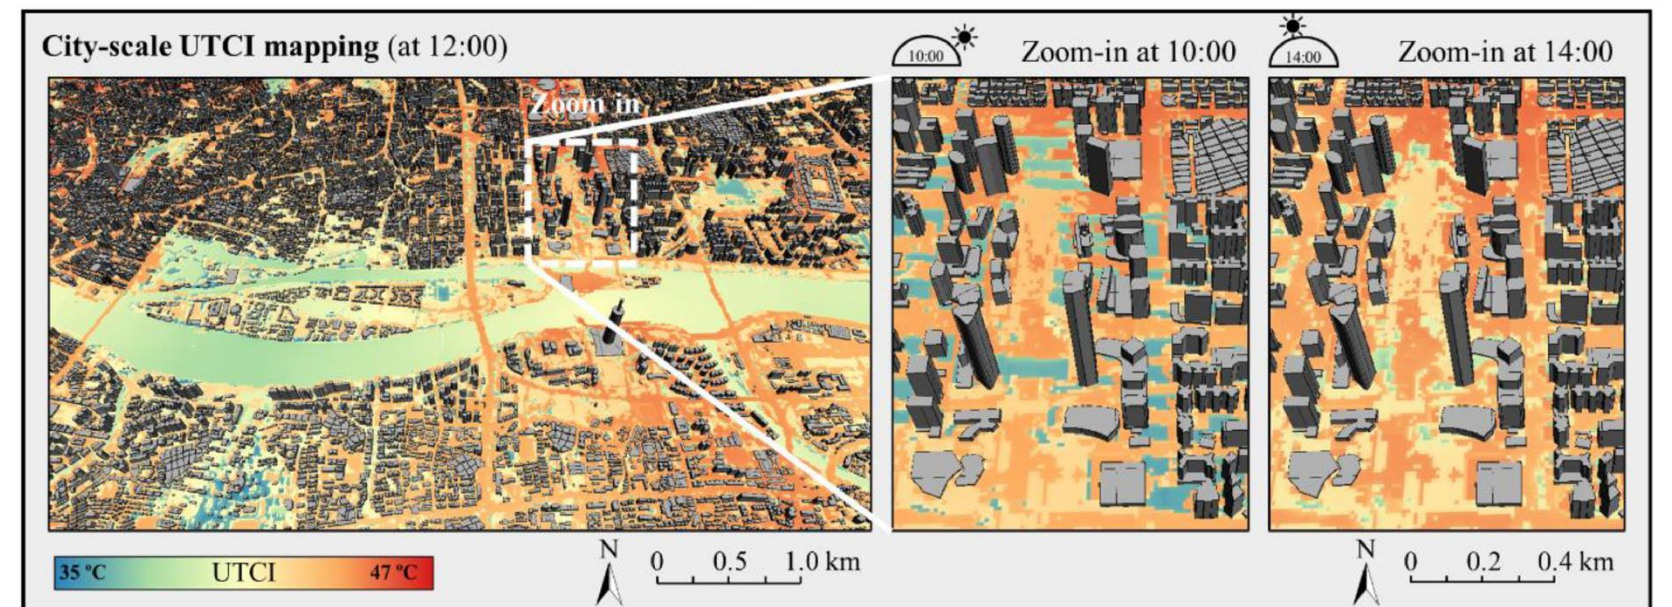 City-scale UTCI mapping (at 12:00)
10:00
Zoom-in at 10:00
14:00
Zoom-in at 14:00
Zoom in
35 ºC UTCI 47 ºC
N
0 0.5 1.0 km
N
0 0.2 0.4 km